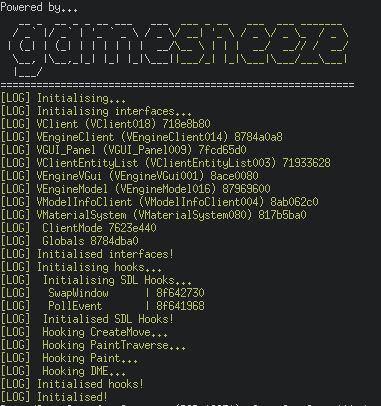 Powered by...
gamesneeze
====================================================
[LOG] Initialising...
[LOG] Initialising interfaces...
[LOG] VClient (VClient018) 718e8b80
[LOG] VEngineClient (VEngineClient014) 8784a0a8
[LOG] VGUI_Panel (VGUI_Panel009) 7fcd65d0
[LOG] VClientEntityList (VClientEntityList003) 71933628
[LOG] VEngineVGui (VEngineVGui001) 8ace0080
[LOG] VEngineModel (VEngineModel016) 87969600
[LOG] VModelInfoClient (VModelInfoClient004) 8ab062c0
[LOG] VMaterialSystem (VMaterialSystem080) 817b5ba0
[LOG] ClientMode 7623e440
[LOG] Globals 8784dba0
[LOG] Initialised interfaces!
[LOG] Initialising hooks...
[LOG] Initialising SDL Hooks...
[LOG] SwapWindow | 8f642730
[LOG] PollEvent | 8f641968
[LOG] Initialised SDL Hooks!
[LOG] Hooking CreateMove...
[LOG] Hooking PaintTraverse...
[LOG] Hooking Paint...
[LOG] Hooking DME...
[LOG] Initialised hooks!
[LOG] Initialised!